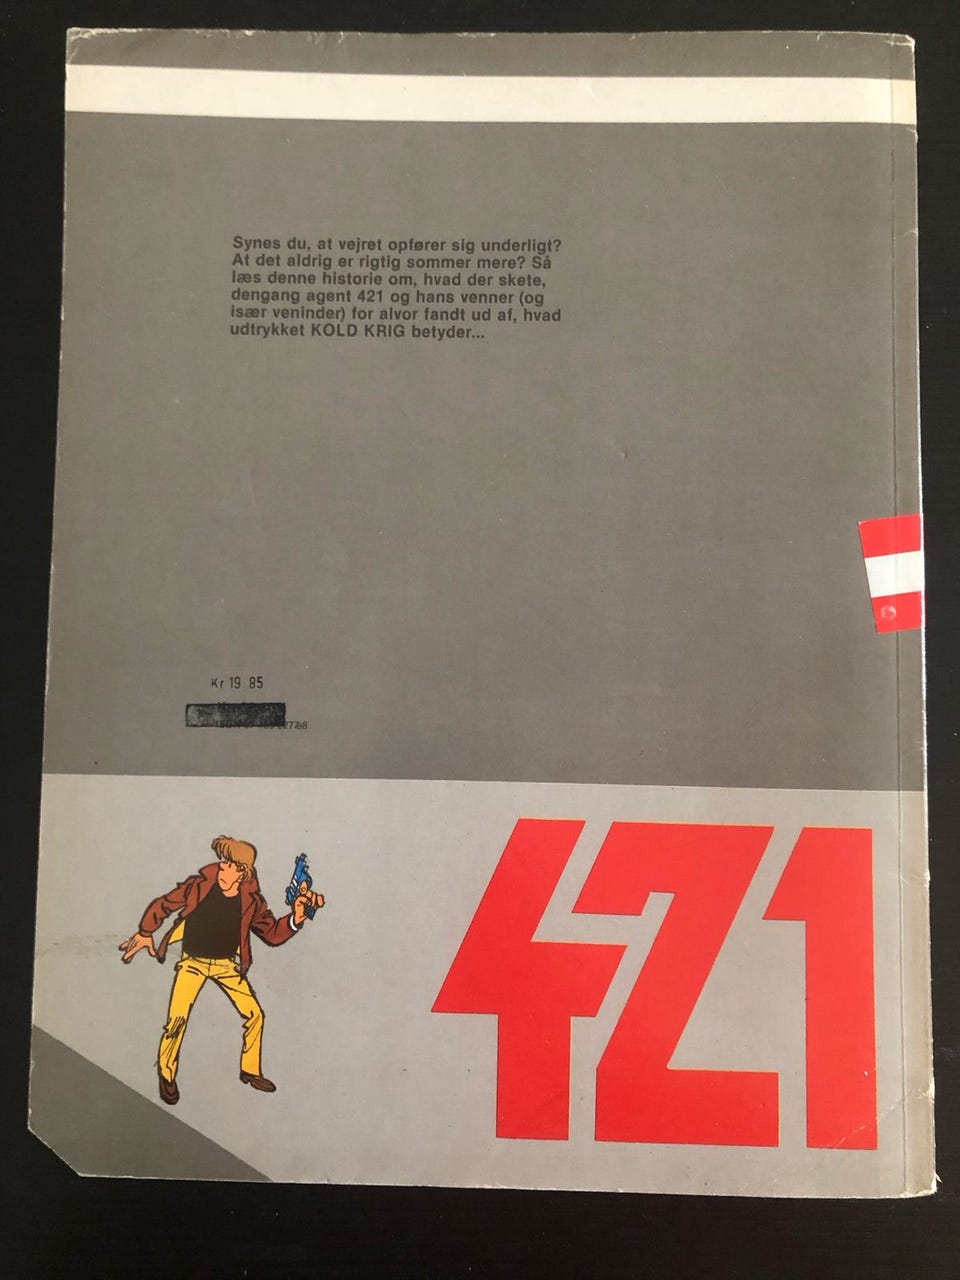 Synes du, at vejret opfører sig underligt?
At det aldrig er rigtig sommer mere? Så
læs denne historie om, hvad der skete,
dengang agent 421 og hans venner (og
især veninder) for alvor fandt ud af, hvad
udtrykket KOLD KRIG betyder...
Kr 19 85
421